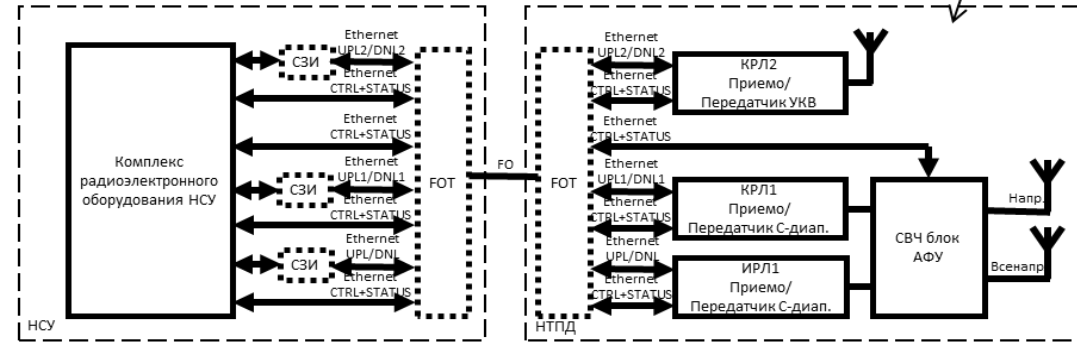 Комплекс
радиоэлектронного
оборудования НСУ
СЗИ
Ethernet
UPL2/DNL2
Ethernet
CTRL+STATUS
Ethernet
CTRL+STATUS
СЗИ
Ethernet
UPL1/DNL1
Ethernet
CTRL+STATUS
СЗИ
Ethernet
UPL/DNL
Ethernet
CTRL+STATUS
FOT
НСУ
FO
FOT
Ethernet
UPL2/DNL2
Ethernet
CTRL+STATUS
Ethernet
CTRL+STATUS
Ethernet
UPL1/DNL1
Ethernet
CTRL+STATUS
Ethernet
UPL/DNL
Ethernet
CTRL+STATUS
КРЛ2
Приемо/
Передатчик УКВ
КРЛ1
Приемо/
Передатчик С-диап.
ИРЛ1
Приемо/
Передатчик С-диап.
СВЧ блок
АФУ
Напр.
Всенапр.
НТПД